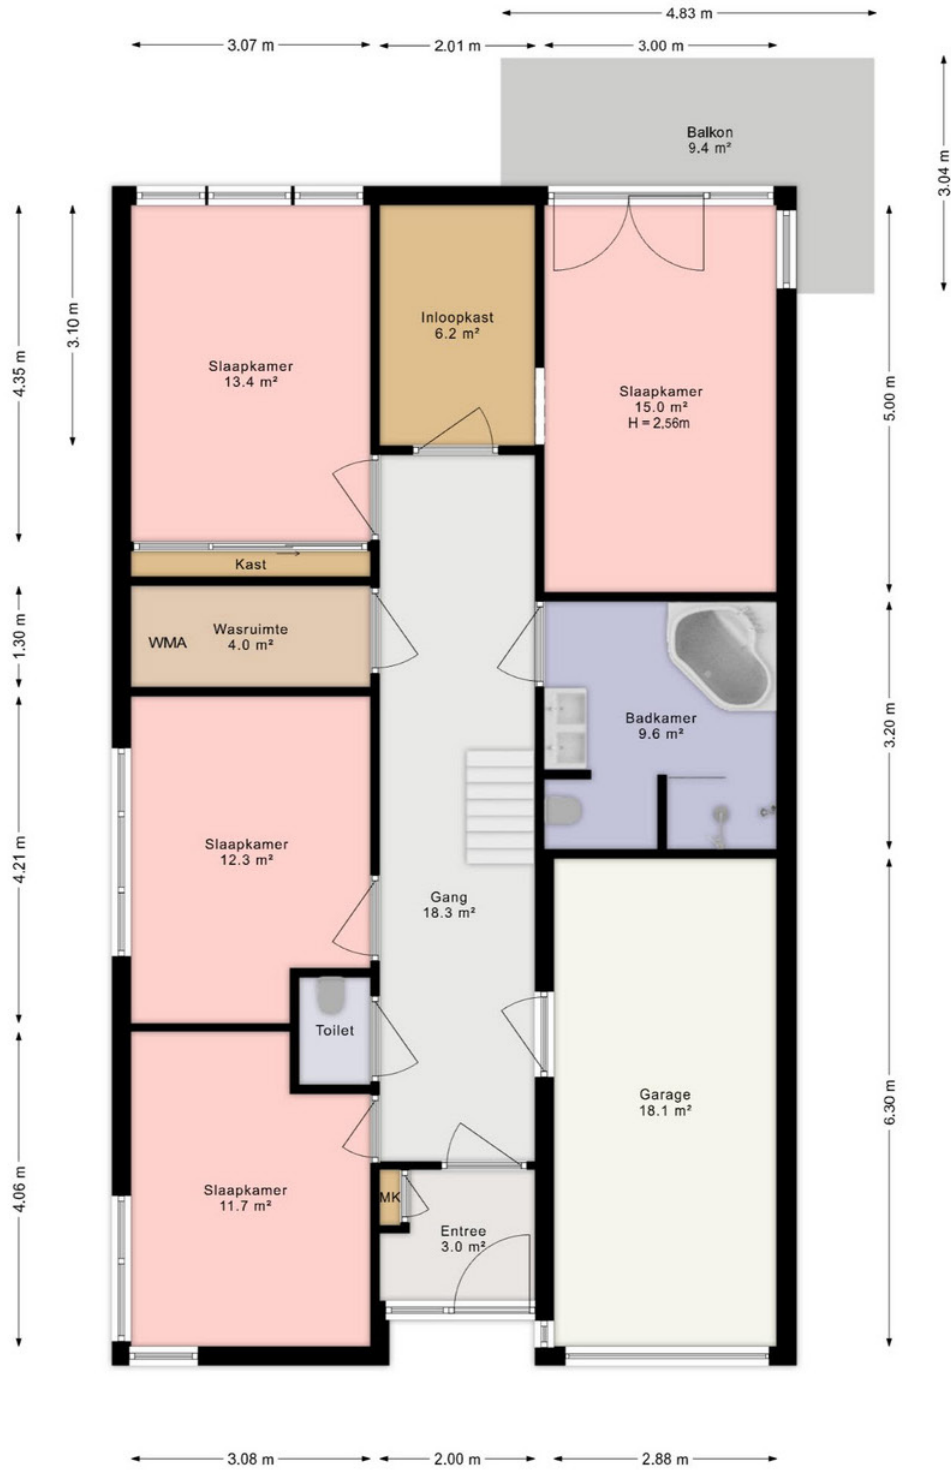 4.83 m
3.07 m
2.01 m
3.00 m
Balkon
9.4 m²
3.04 m
3.10 m
4.35 m
5.00 m
Inloopkast
6.2 m²
Slaapkamer
13.4 m²
Slaapkamer
15.0 m²
H = 2,56m
Kast
WMA
Wasruimte
4.0 m²
1.30 m
Badkamer
9.6 m²
3.20 m
Slaapkamer
12.3 m²
4.21 m
Gang
18.3 m²
Toilet
Garage
18.1 m²
6.30 m
Slaapkamer
11.7 m²
4.06 m
MK
Entree
3.0 m²
3.08 m
2.00 m
2.88 m